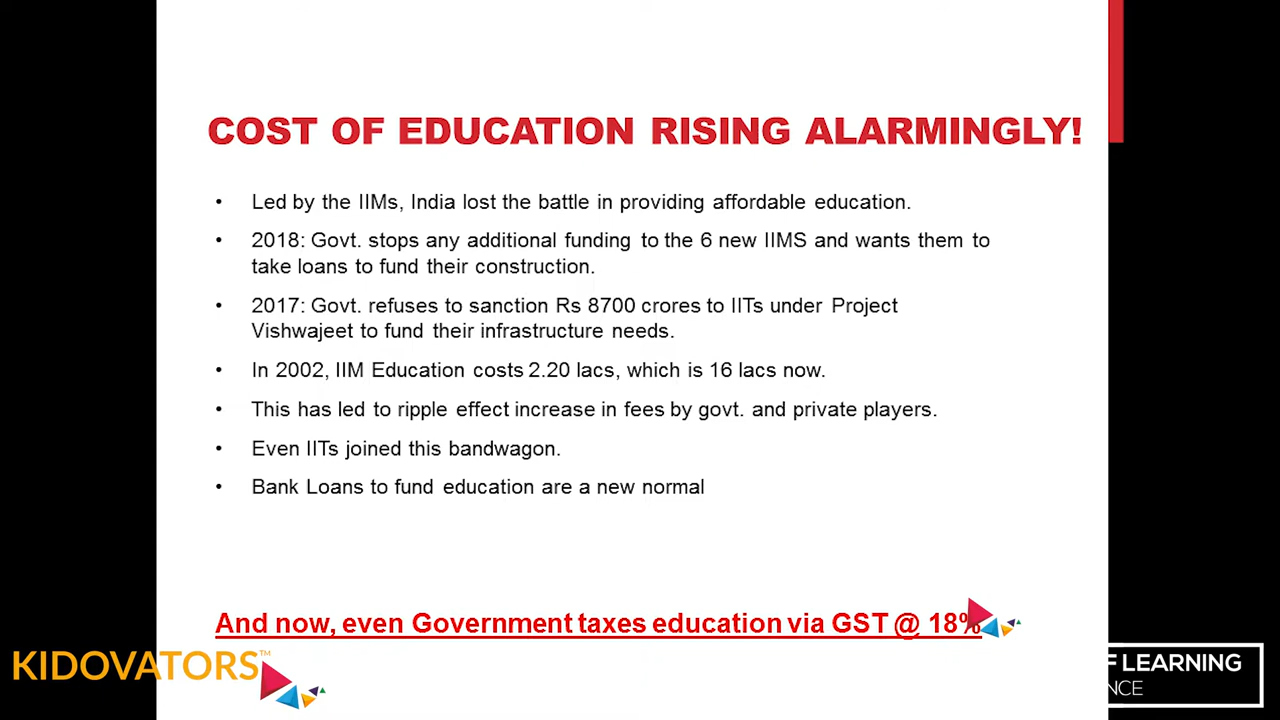 COST OF EDUCATION RISING ALARMINGLY!
• Led by the IIMs, India lost the battle in providing affordable education.
• 2018: Govt. stops any additional funding to the 6 new IIMS and wants them to
take loans to fund their construction.
• 2017: Govt. refuses to sanction Rs 8700 crores to IITs under Project
Vishwajeet to fund their infrastructure needs.
• In 2002, IIM Education costs 2.20 lacs, which is 16 lacs now.
• This has led to ripple effect increase in fees by govt. and private players.
• Even IITs joined this bandwagon.
• Bank Loans to fund education are a new normal
And now, even Government taxes education via GST @ 18%
KIDOVATORS™
F LEARNING
NCE